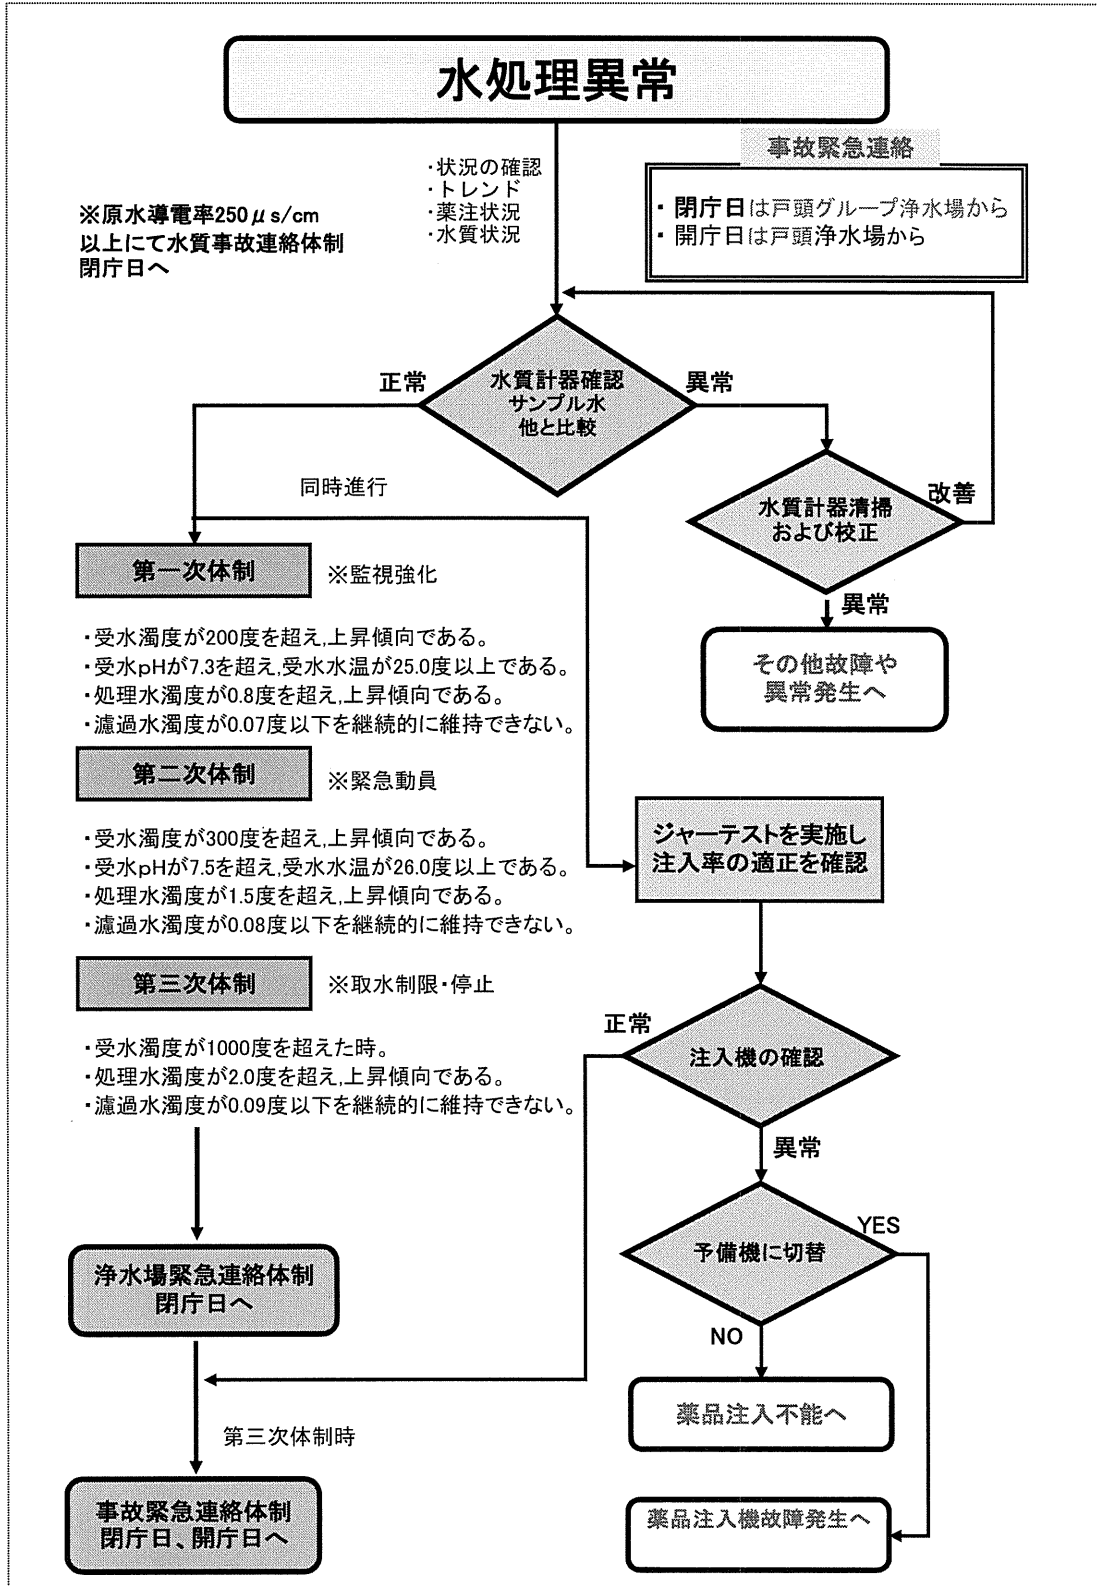 水処理異常
・状況の確認
・トレンド
・薬注状況
・水質状況
事故緊急連絡
・閉庁日は戸頭グループ浄水場から
・開庁日は戸頭浄水場から
※原水導電率250μs/cm
以上にて水質事故連絡体制
閉庁日へ
正常
水質計器確認
サンプル水
他と比較
異常
同時進行
水質計器清掃
および校正
改善
異常
その他故障や
異常発生へ
第一次体制
※監視強化
・受水濁度が200度を超え,上昇傾向である。
・受水pHが7.3を超え,受水水温が25.0度以上である。
・処理水濁度が0.8度を超え,上昇傾向である。
・濾過水濁度が0.07度以下を継続的に維持できない。
第二次体制
※緊急動員
・受水濁度が300度を超え,上昇傾向である。
・受水pHが7.5を超え,受水水温が26.0度以上である。
・処理水濁度が1.5度を超え,上昇傾向である。
・濾過水濁度が0.08度以下を継続的に維持できない。
ジャーテストを実施し
注入率の適正を確認
第三次体制
※取水制限・停止
・受水濁度が1000度を超えた時。
・処理水濁度が2.0度を超え,上昇傾向である。
・濾過水濁度が0.09度以下を継続的に維持できない。
正常
注入機の確認
異常
予備機に切替
YES
NO
浄水場緊急連絡体制
閉庁日へ
薬品注入不能へ
第三次体制時
事故緊急連絡体制
閉庁日、開庁日へ
薬品注入機故障発生へ